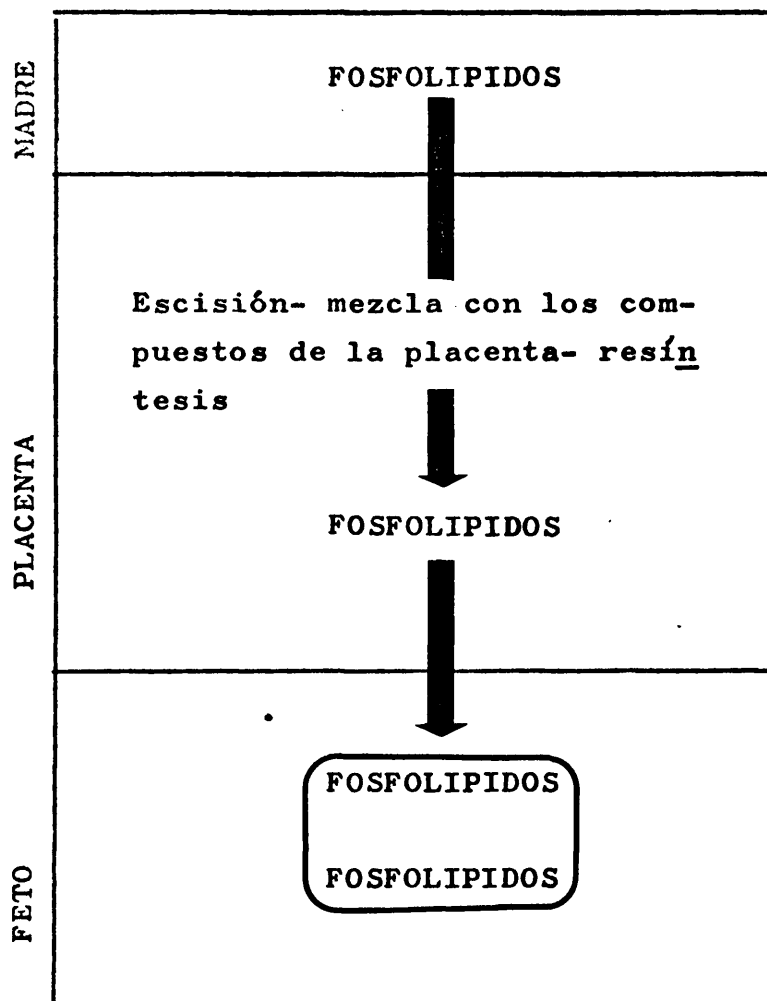 MADRE
FOSFOLIPIDOS
Escisión- mezcla con los com-
puestos de la placenta- resín
tesis
PLACENTA
FOSFOLIPIDOS
FETO
FOSFOLIPIDOS
FOSFOLIPIDOS